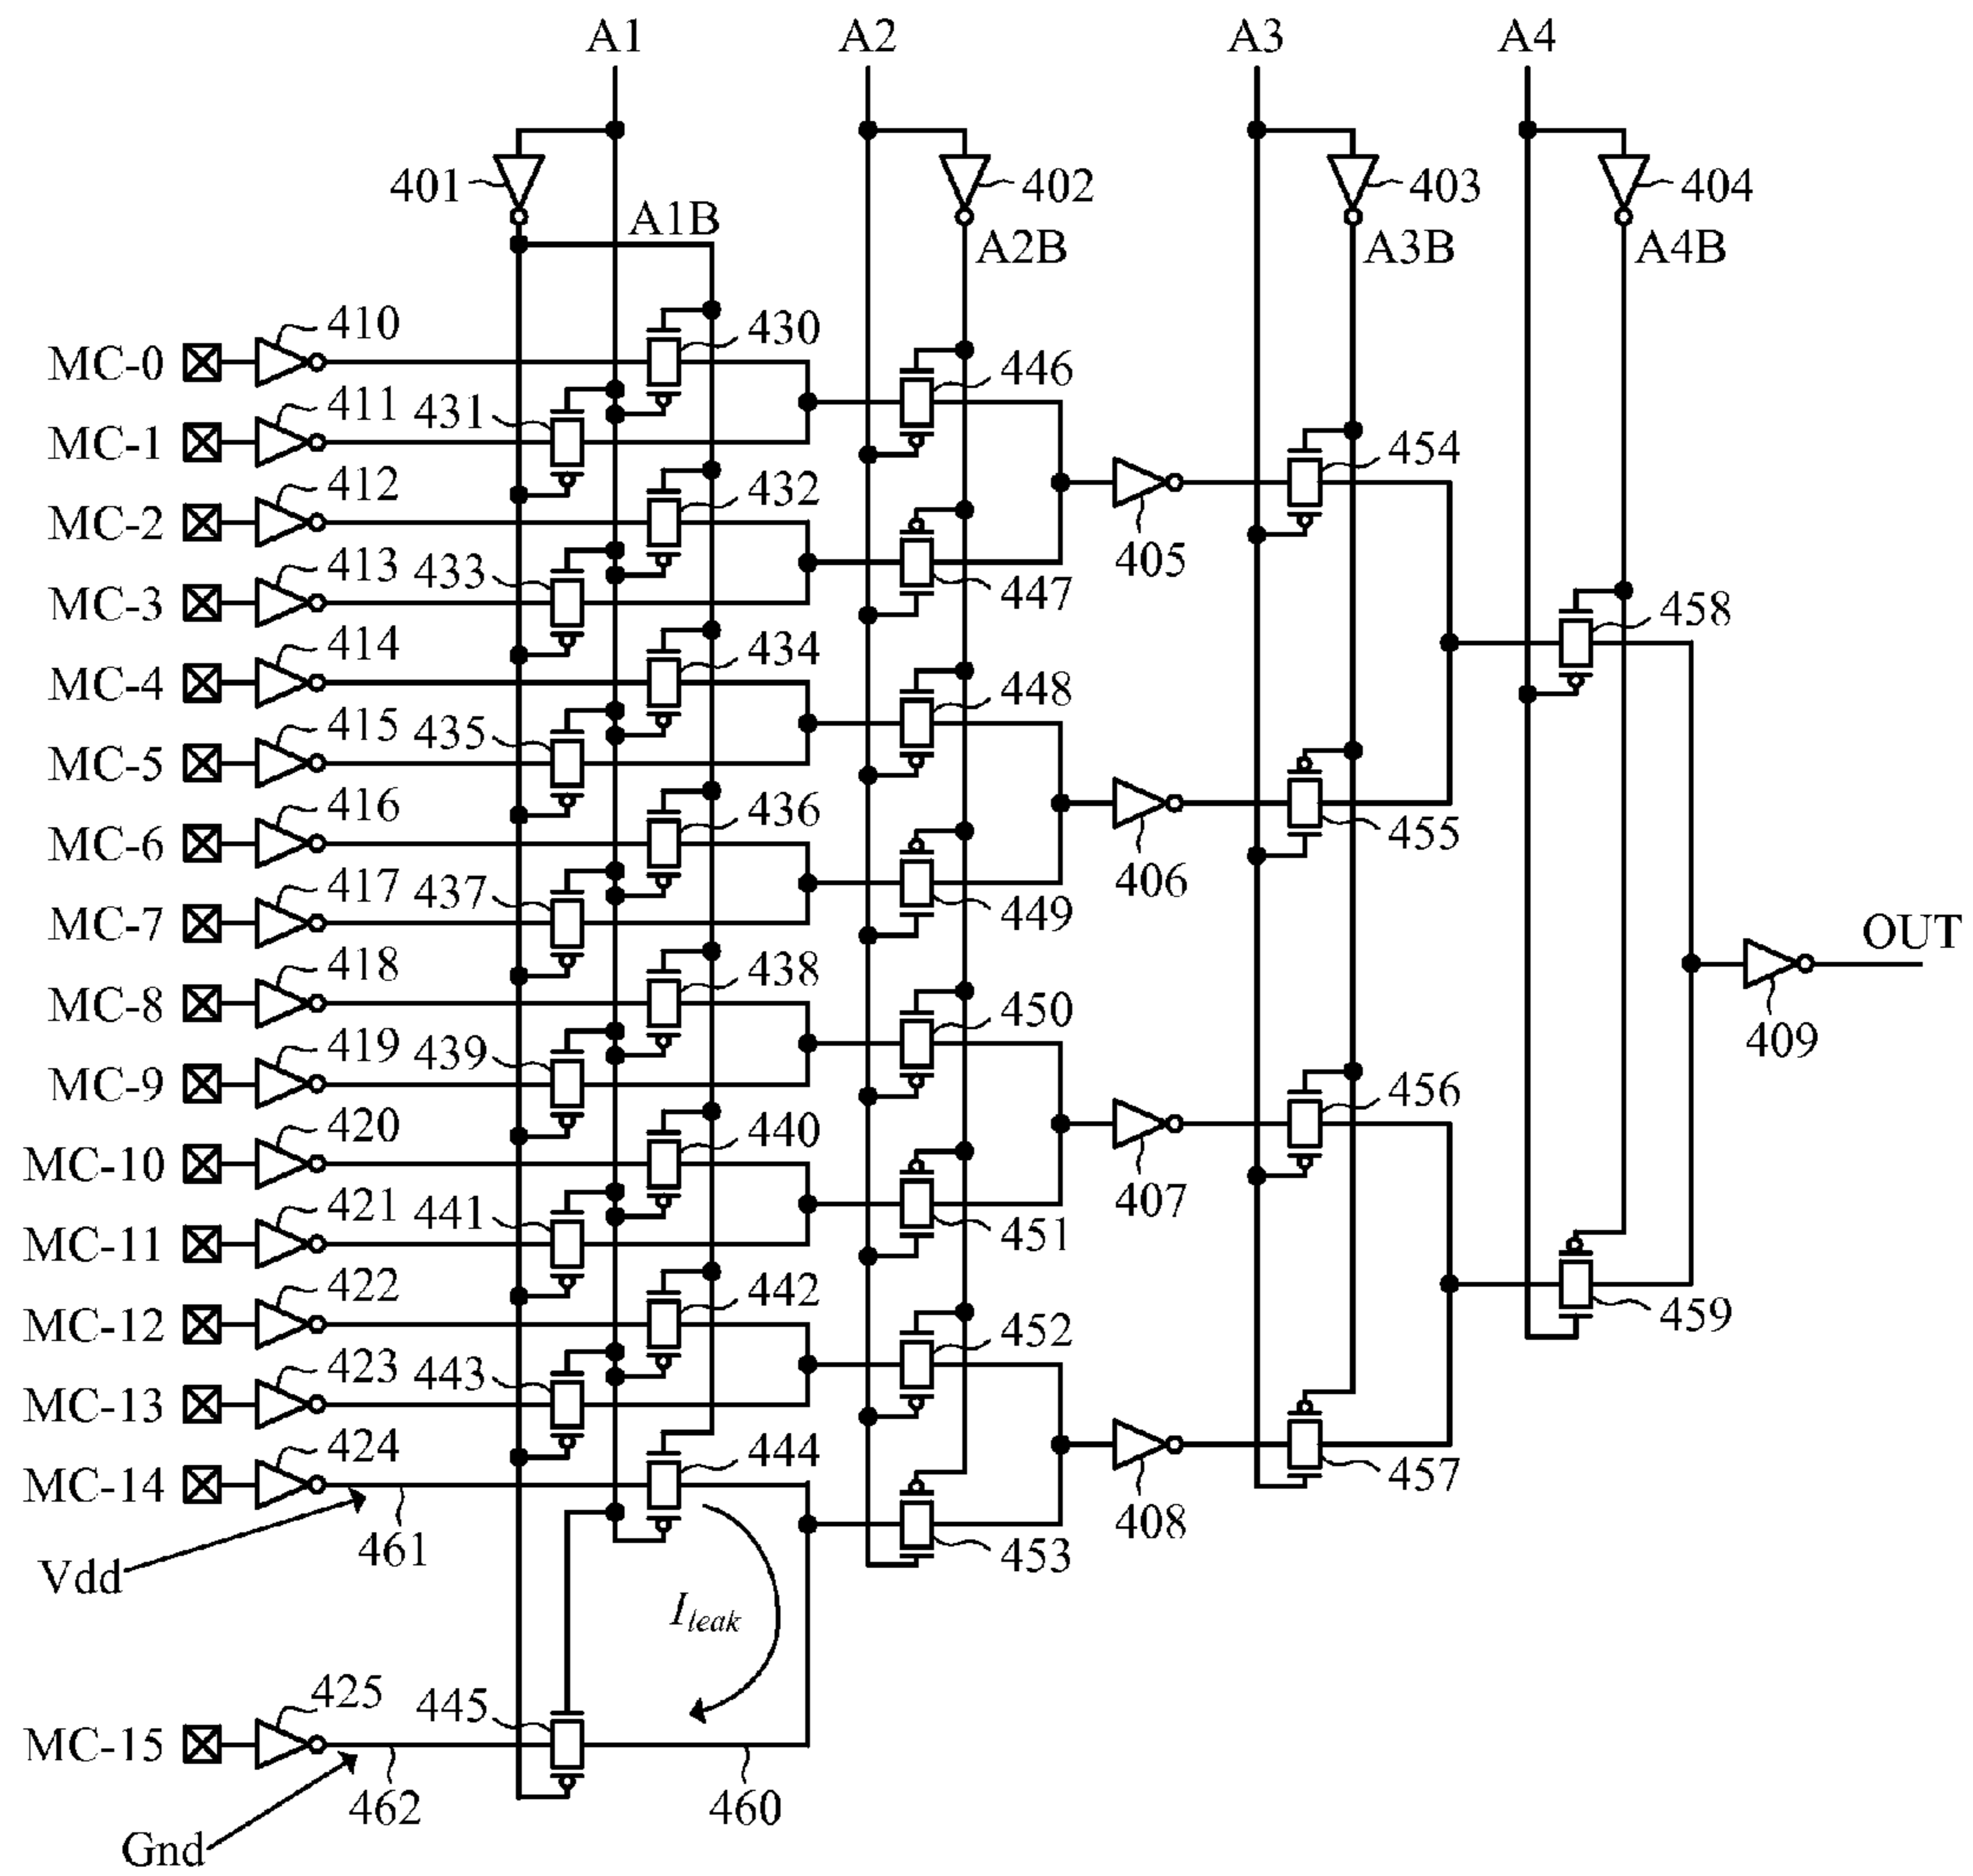 A1 A2 A3 A4
401 402 403 404
A1B A2B A3B A4B
MC-0 410 430
446
MC-1 411 431
454
MC-2 412 432
405
MC-3 413 433 447
458
MC-4 414 434 448
MC-5 415 435
455
MC-6 416 436
406
MC-7 417 437 449
OUT
MC-8 418 438 450
409
MC-9 419 439
456
MC-10 420 440
407
MC-11 421 441 451
MC-12 422 442 452 459
MC-13 423 443
MC-14 424 444 457
408
461 453
Vdd
Ileak
MC-15 425 445
462 460
Gnd